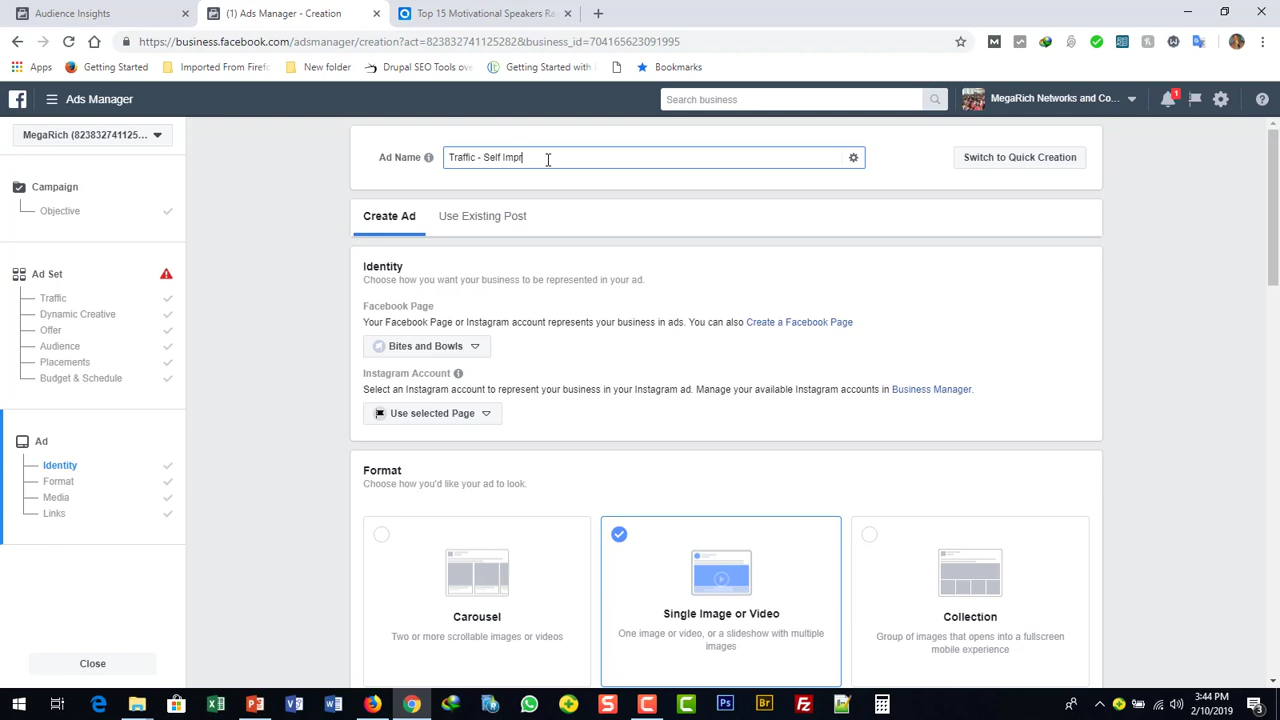 Audience Insights
(1) Ads Manager - Creation
Top 15 Motivational Speakers Ra
https://business.facebook.com/adsmanager/creation?act=823832741125282&business_id=704165623091995
Apps
Getting Started
Imported From Firefo
New folder
Drupal SEO Tools ove
Getting Started with
Bookmarks
Ads Manager
Search business
MegaRich Networks and Co...
1
MegaRich (82383274112​5...
Ad Name
Traffic - Self Impr
Switch to Quick Creation
Campaign
Objective
Create Ad
Use Existing Post
Ad Set
Traffic
Dynamic Creative
Offer
Audience
Placements
Budget & Schedule
Identity
Choose how you want your business to be represented in your ad.
Facebook Page
Your Facebook Page or Instagram account represents your business in ads. You can also Create a Facebook Page
Bites and Bowls
Instagram Account
Select an Instagram account to represent your business in your Instagram ad. Manage your available Instagram accounts in Business Manager.
Use selected Page
Ad
Identity
Format
Media
Links
Format
Choose how you'd like your ad to look.
Carousel
Two or more scrollable images or videos
Single Image or Video
One image or video, or a slideshow with multiple
images
Collection
Group of images that opens into a fullscreen
mobile experience
Close
3:44 PM
2/10/2019